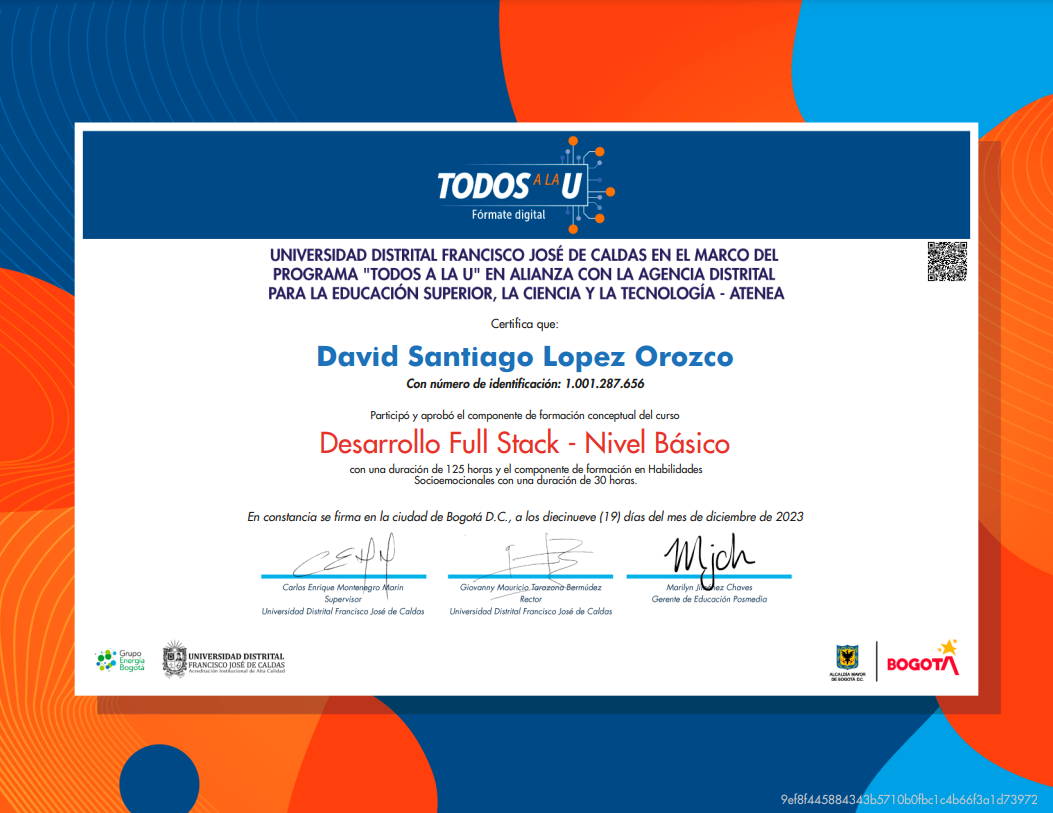 TODOS A LA U
Fórmate digital
UNIVERSIDAD DISTRITAL FRANCISCO JOSÉ DE CALDAS EN EL MARCO DEL
PROGRAMA "TODOS A LA U" EN ALIANZA CON LA AGENCIA DISTRITAL
PARA LA EDUCACIÓN SUPERIOR, LA CIENCIA Y LA TECNOLOGÍA - ATENEA
Certifica que:
David Santiago Lopez Orozco
Con número de identificación: 1.001.287.656
Participó y aprobó el componente de formación conceptual del curso
Desarrollo Full Stack - Nivel Básico
con una duración de 125 horas y el componente de formación en Habilidades
Socioemocionales con una duración de 30 horas.
En constancia se firma en la ciudad de Bogotá D.C., a los diecinueve (19) días del mes de diciembre de 2023
Carlos Enrique Montenegro Marin
Supervisor
Universidad Distrital Francisco José de Caldas
Giovanny Mauricio Tarazona Bermúdez
Rector
Universidad Distrital Francisco José de Caldas
Marilyn Jiménez Chaves
Gerente de Educación Posmedia
Grupo
Energía
Bogotá
UNIVERSIDAD DISTRITAL
FRANCISCO JOSÉ DE CALDAS
Acreditación Institucional de Alta Calidad
ALCALDÍA MAYOR
DE BOGOTÁ D.C.
BOGOTÁ
9ef8f445884343b5710b0fbc1c4b66f3a1d73972